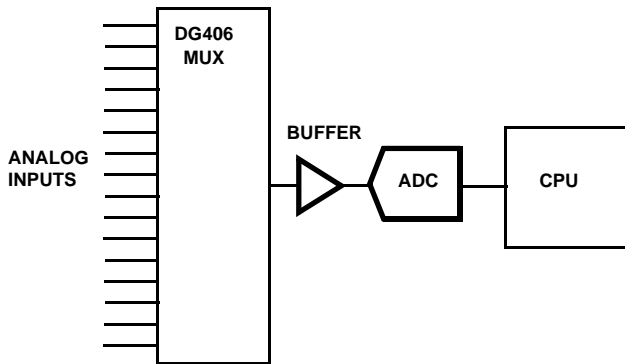 DG406
MUX
BUFFER
ANALOG
INPUTS
ADC
CPU